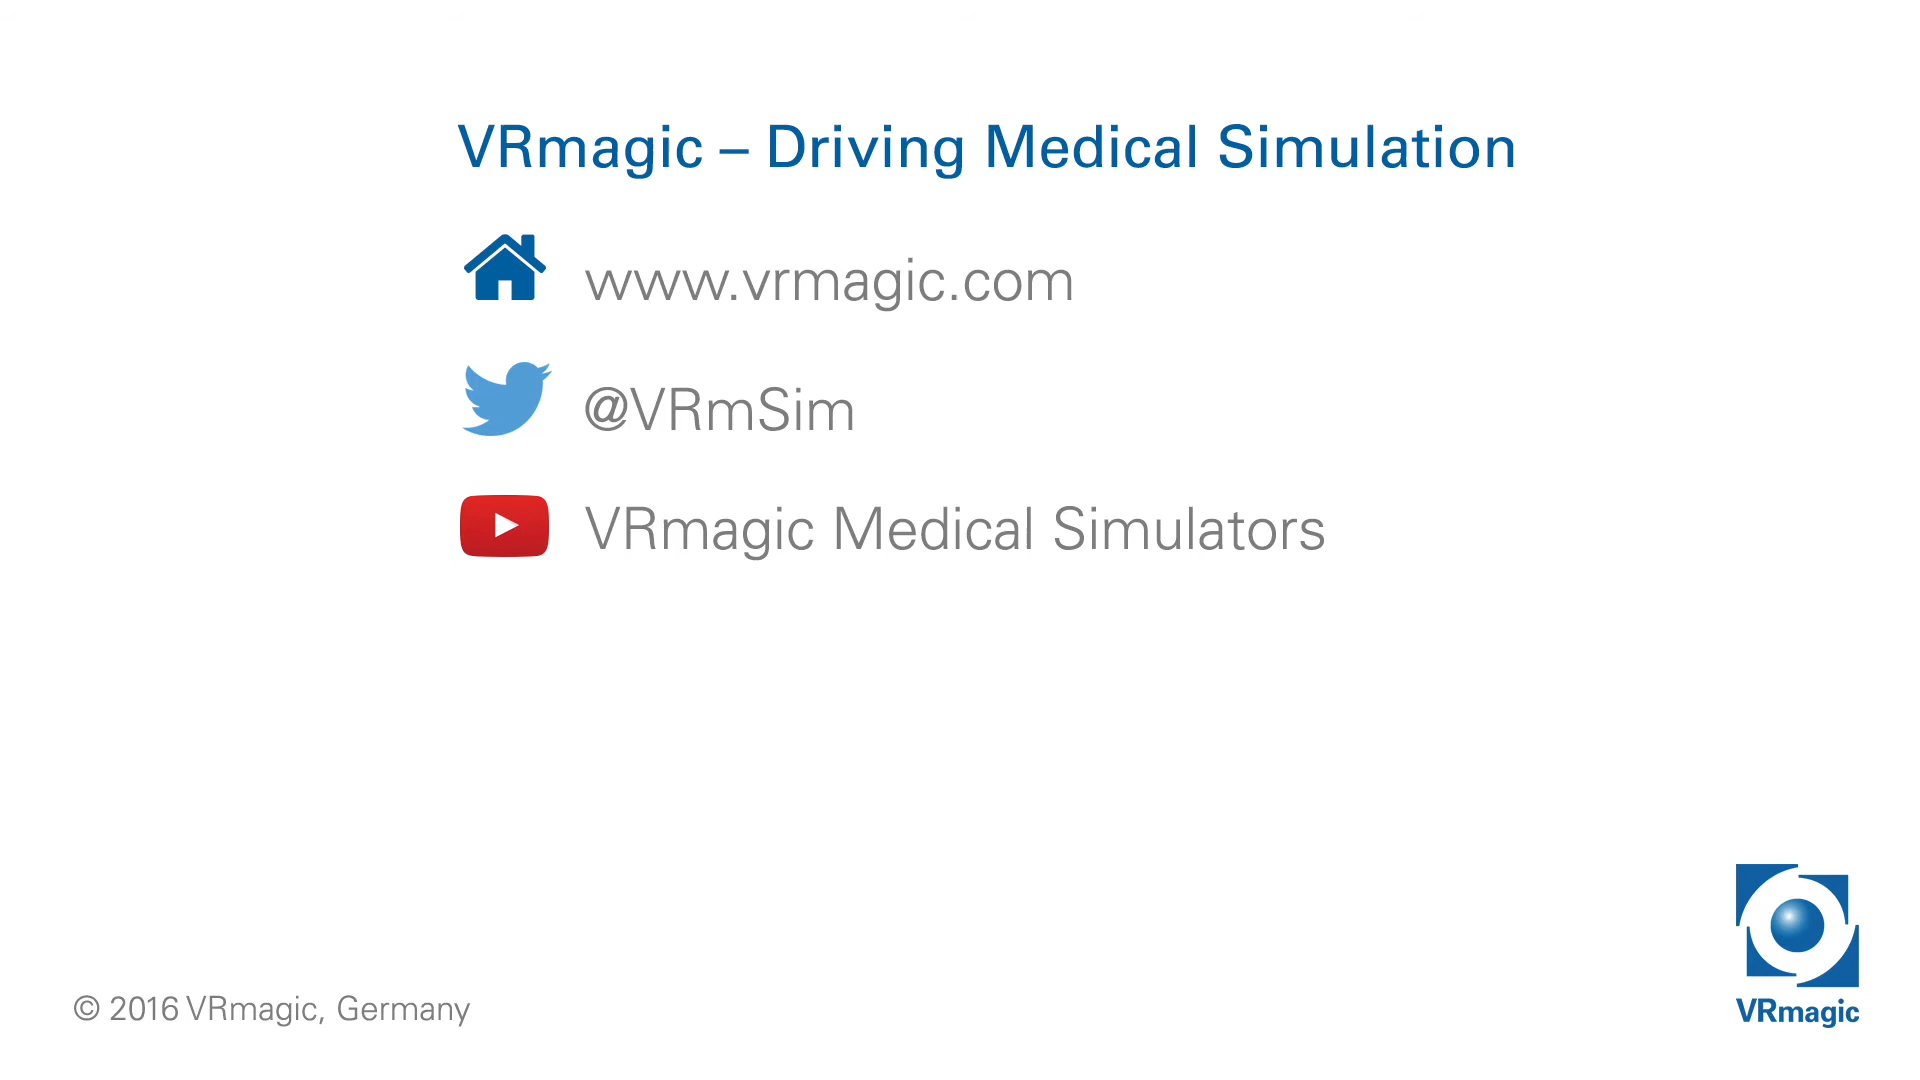 VRmagic – Driving Medical Simulation
www.vrmagic.com
@VRmSim
VRmagic Medical Simulators
© 2016 VRmagic, Germany
VRmagic